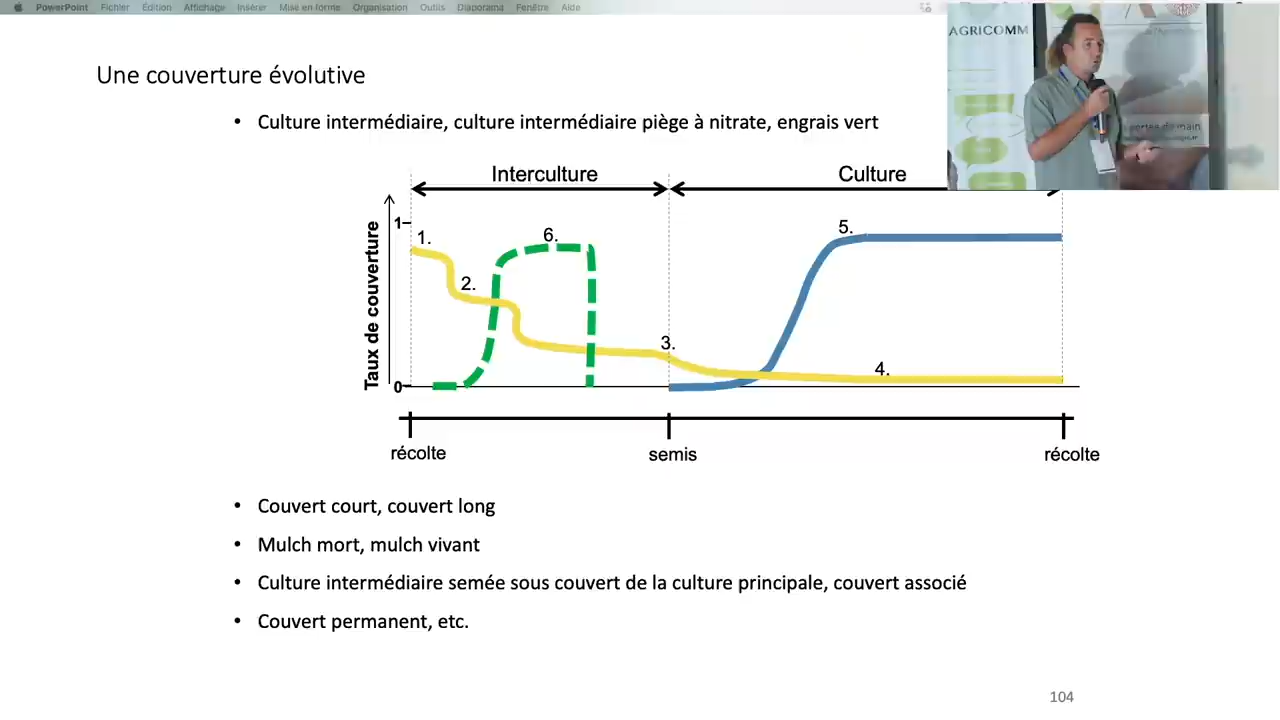 PowerPoint Fichier Édition Affichage Insérer Mise en forme Organisation Outils Diaporama Fenêtre Aide
AGRICOMM
Une couverture évolutive
• Culture intermédiaire, culture intermédiaire piège à nitrate, engrais vert
Interculture
Culture
Taux de couverture
1
0
1.
2.
3.
4.
5.
6.
récolte
semis
récolte
• Couvert court, couvert long
• Mulch mort, mulch vivant
• Culture intermédiaire semée sous couvert de la culture principale, couvert associé
• Couvert permanent, etc.
104